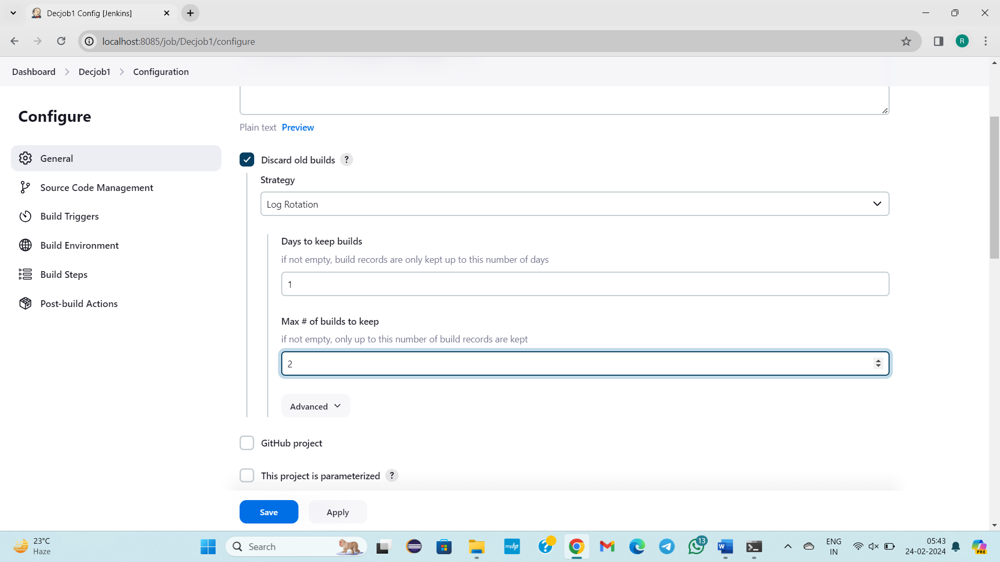 Decjob1 Config [Jenkins]
localhost:8085/job/Decjob1/configure
R
Dashboard
Decjob1
Configuration
Configure
General
Source Code Management
Build Triggers
Build Environment
Build Steps
Post-build Actions
Plain text Preview
Discard old builds ?
Strategy
Log Rotation
Days to keep builds
if not empty, build records are only kept up to this number of days
1
Max # of builds to keep
if not empty, only up to this number of build records are kept
2
Advanced
GitHub project
This project is parameterized ?
Save
Apply
23°C
Haze
Search
myhp
?
13
W
ENG
IN
05:43
24-02-2024
PRE